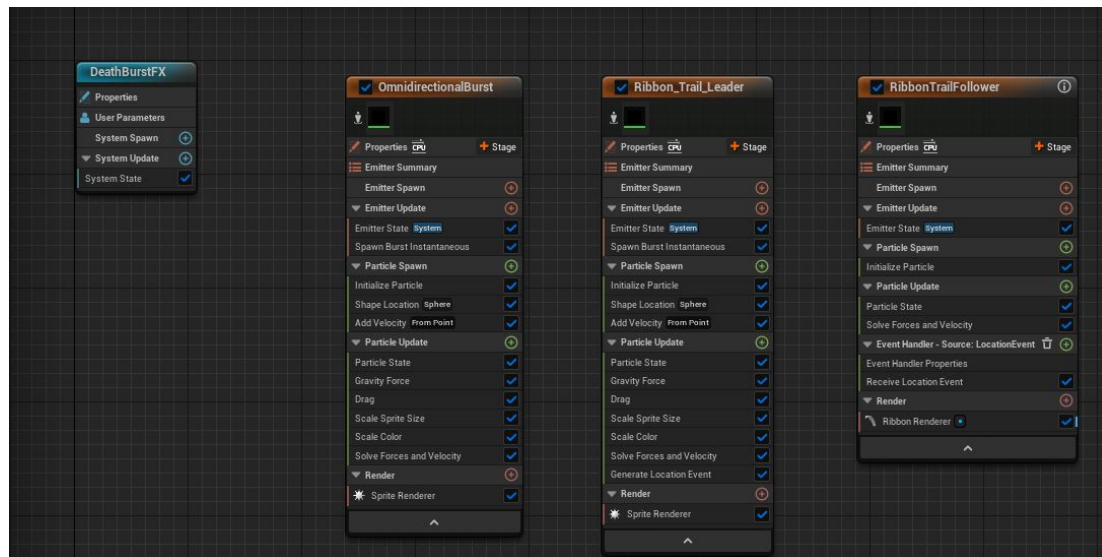 DeathBurstFX
Properties
User Parameters
System Spawn
System Update
System State
OmnidirectionalBurst
Properties CPU + Stage
Emitter Summary
Emitter Spawn
Emitter Update
Emitter State System
Spawn Burst Instantaneous
Particle Spawn
Initialize Particle
Shape Location Sphere
Add Velocity From Point
Particle Update
Particle State
Gravity Force
Drag
Scale Sprite Size
Scale Color
Solve Forces and Velocity
Render
Sprite Renderer
Ribbon_Trail_Leader
Properties CPU + Stage
Emitter Summary
Emitter Spawn
Emitter Update
Emitter State System
Spawn Burst Instantaneous
Particle Spawn
Initialize Particle
Shape Location Sphere
Add Velocity From Point
Particle Update
Particle State
Gravity Force
Drag
Scale Sprite Size
Scale Color
Solve Forces and Velocity
Generate Location Event
Render
Sprite Renderer
RibbonTrailFollower
Properties CPU + Stage
Emitter Summary
Emitter Spawn
Emitter Update
Emitter State System
Particle Spawn
Initialize Particle
Particle Update
Particle State
Solve Forces and Velocity
Event Handler - Source: LocationEvent
Event Handler Properties
Receive Location Event
Render
Ribbon Renderer